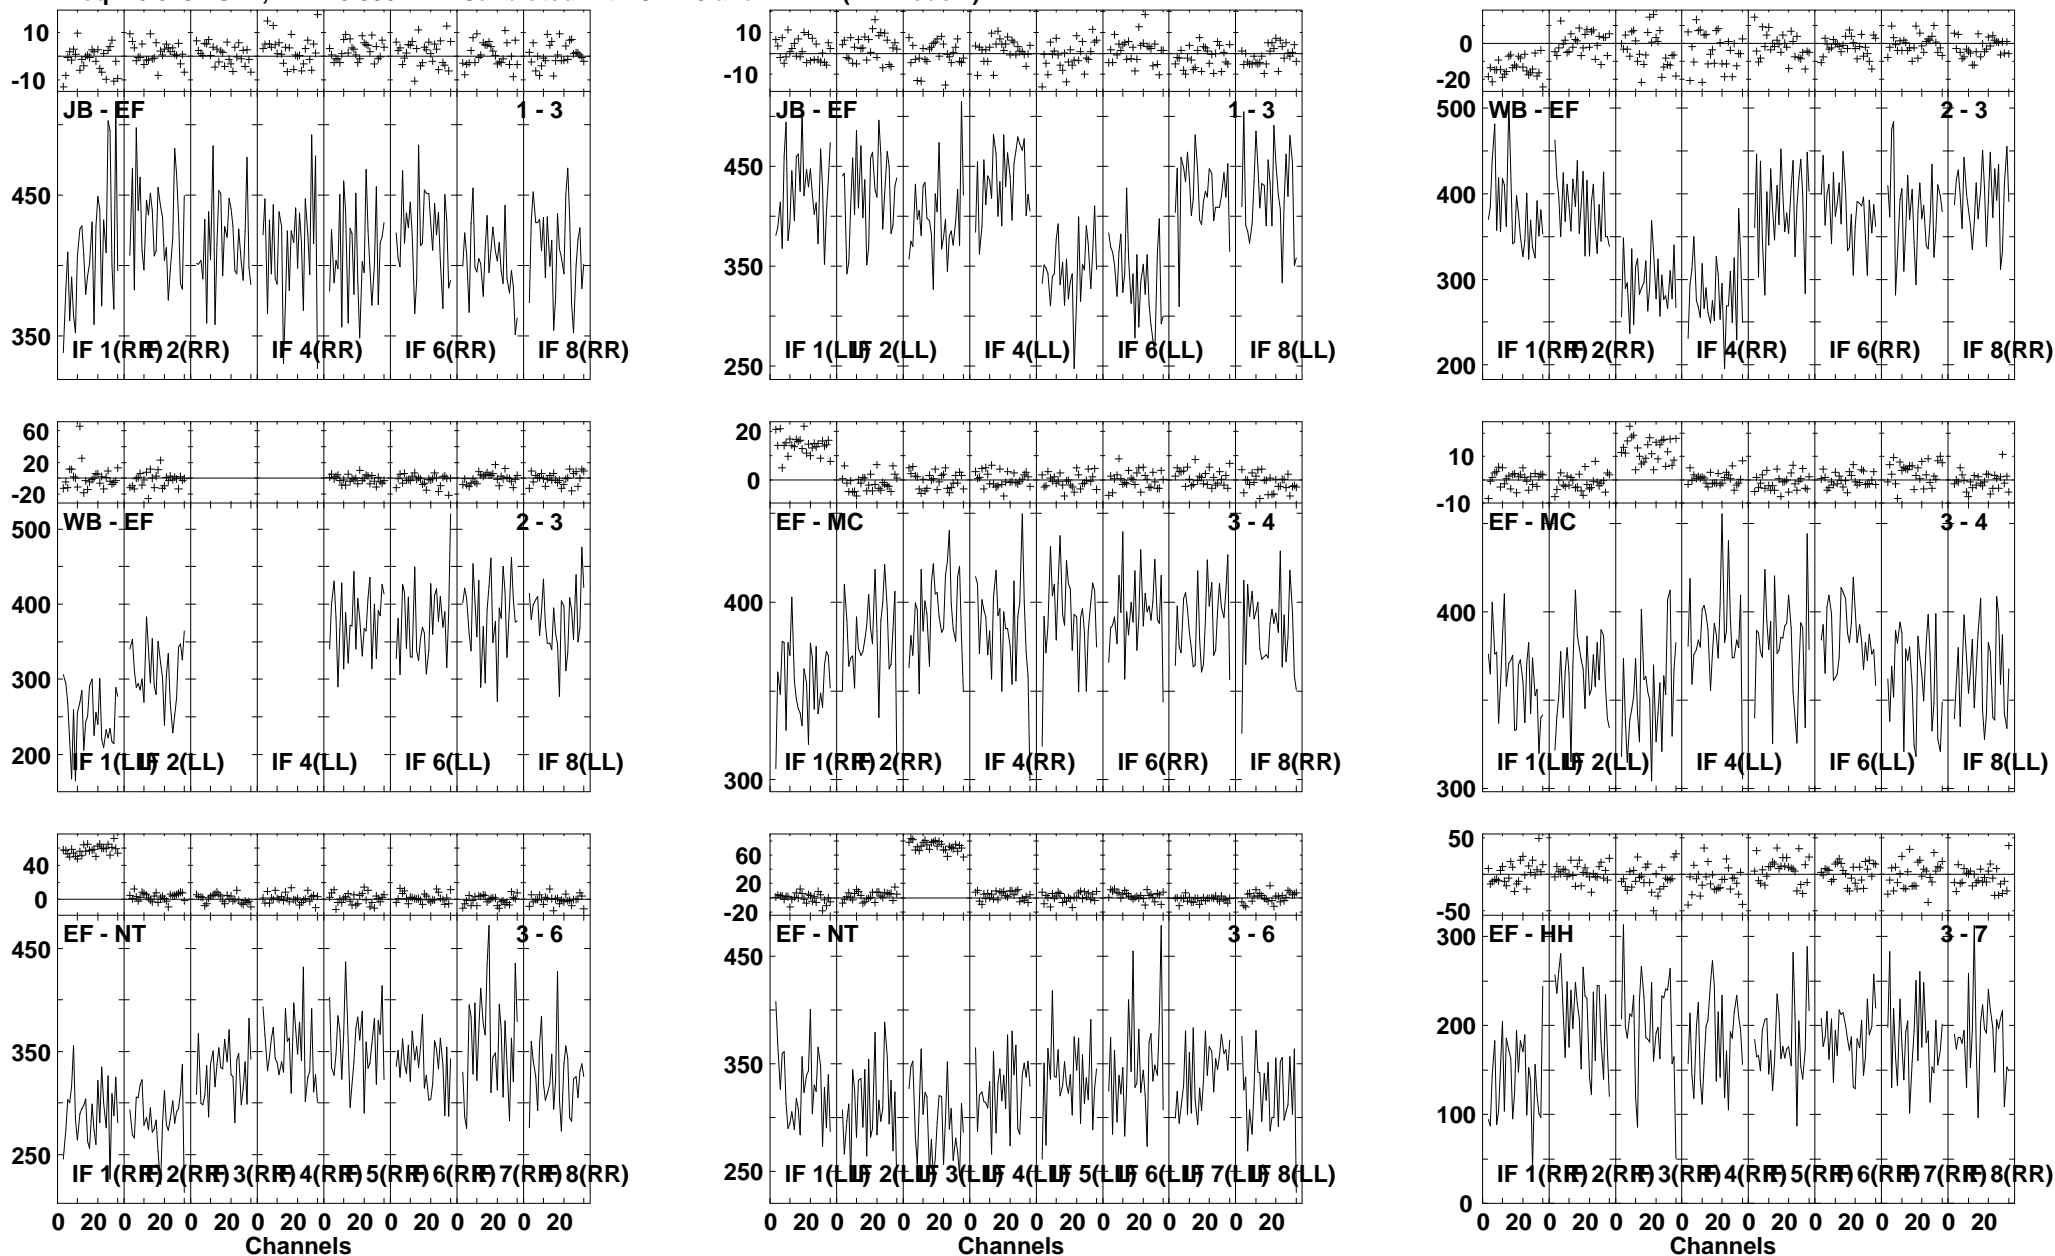 10
-10
JB - EF
1 - 3
450
350
IF 1(RR)
IF 2(RR)
IF 4(RR)
IF 6(RR)
IF 8(RR)
10
-10
JB - EF
1 - 3
450
350
250
IF 1(LL)
IF 2(LL)
IF 4(LL)
IF 6(LL)
IF 8(LL)
0
-20
WB - EF
2 - 3
500
400
300
200
IF 1(RR)
IF 2(RR)
IF 4(RR)
IF 6(RR)
IF 8(RR)
60
20
-20
WB - EF
2 - 3
500
400
300
200
IF 1(LL)
IF 2(LL)
IF 4(LL)
IF 6(LL)
IF 8(LL)
20
0
EF - MC
3 - 4
400
300
IF 1(RR)
IF 2(RR)
IF 4(RR)
IF 6(RR)
IF 8(RR)
10
-10
EF - MC
3 - 4
400
300
IF 1(LL)
IF 2(LL)
IF 4(LL)
IF 6(LL)
IF 8(LL)
40
0
EF - NT
3 - 6
450
350
250
IF 1(RR)
IF 2(RR)
IF 3(RR)
IF 4(RR)
IF 5(RR)
IF 6(RR)
IF 7(RR)
IF 8(RR)
0 20 0 20 0 20 0 20 0 20 0 20 0 20 0 20
Channels
60
20
-20
EF - NT
3 - 6
450
350
250
IF 1(LL)
IF 2(LL)
IF 3(LL)
IF 4(LL)
IF 5(LL)
IF 6(LL)
IF 7(LL)
IF 8(LL)
0 20 0 20 0 20 0 20 0 20 0 20 0 20 0 20
Channels
50
-50
EF - HH
3 - 7
300
200
100
0
IF 1(RR)
IF 2(RR)
IF 3(RR)
IF 4(RR)
IF 5(RR)
IF 6(RR)
IF 7(RR)
IF 8(RR)
0 20 0 20 0 20 0 20 0 20 0 20 0 20 0 20
Channels